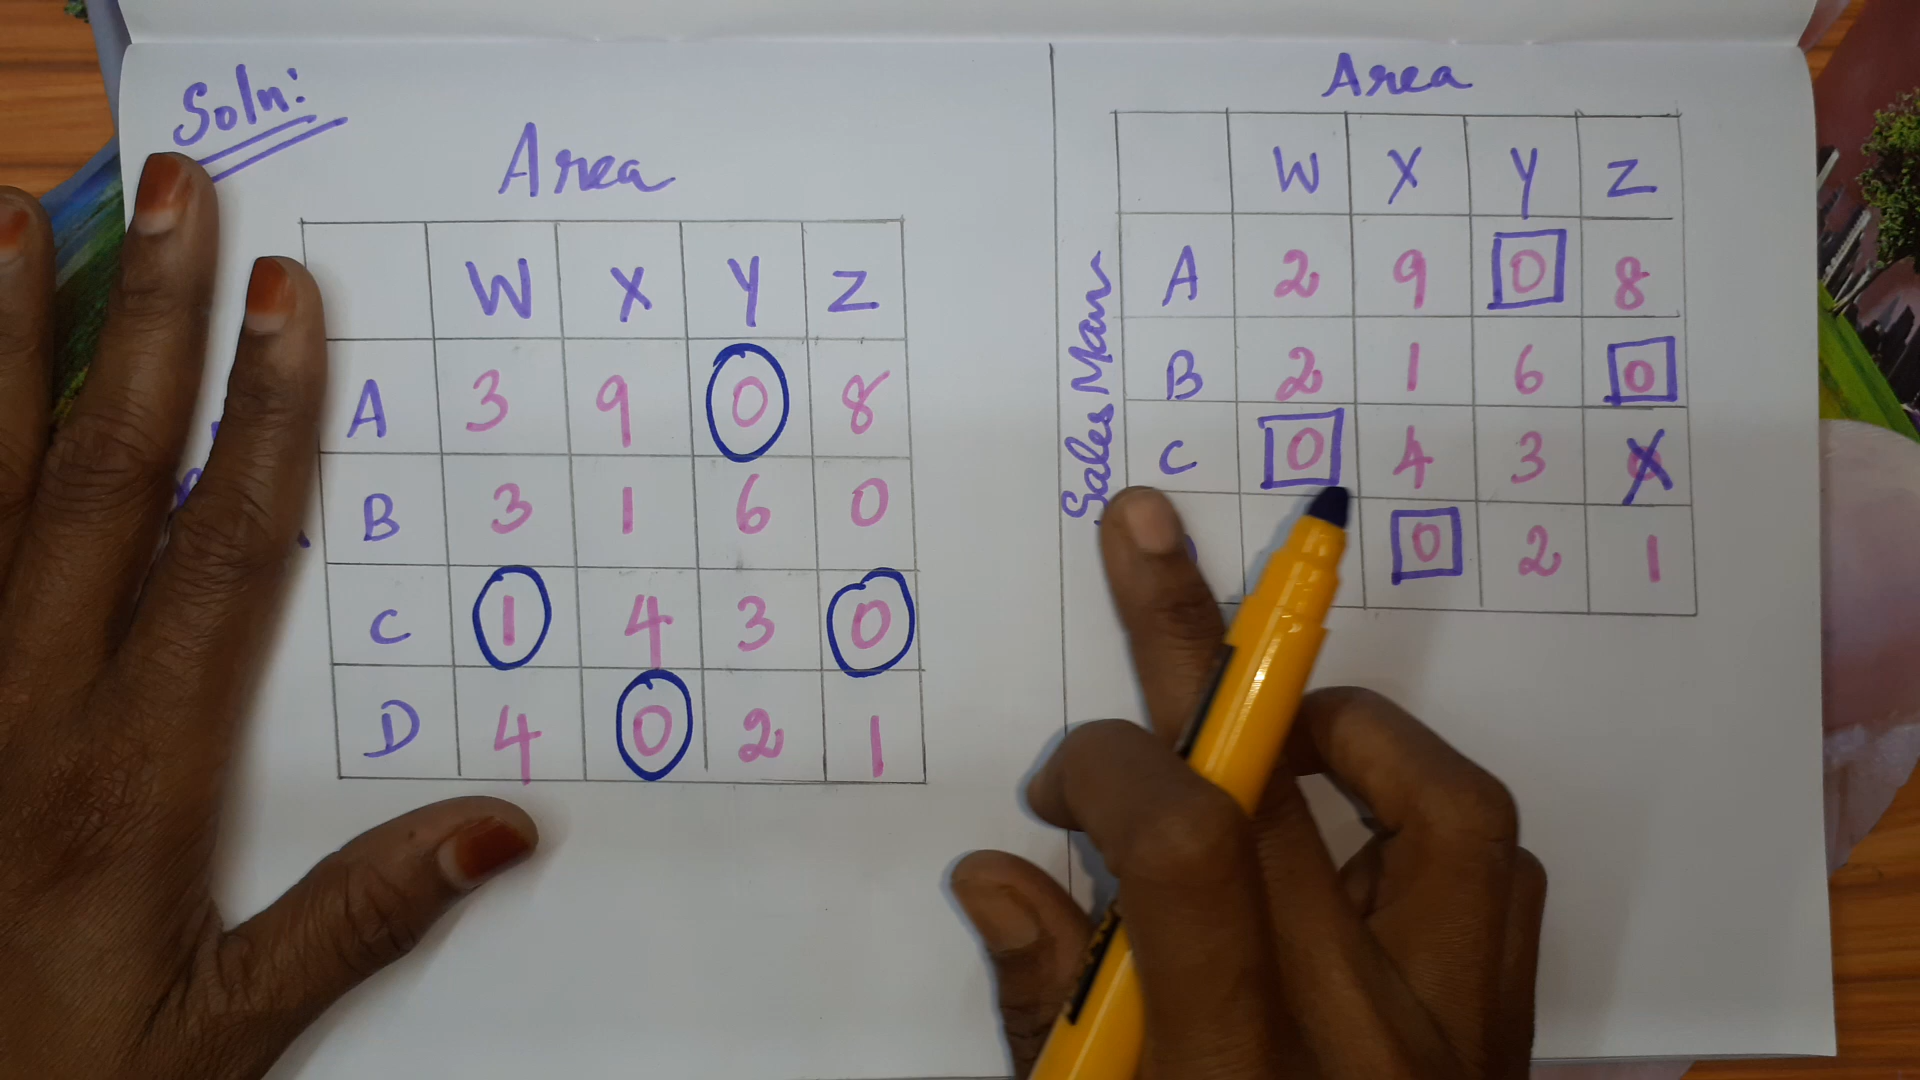 Soln:
Area
W X Y Z
A 3 9 0 8
B 3 1 6 0
C 1 4 3 0
D 4 0 2 1
Area
Sales Man
W X Y Z
A 2 9 0 8
B 2 1 6 0
C 0 4 3 0
0 2 1